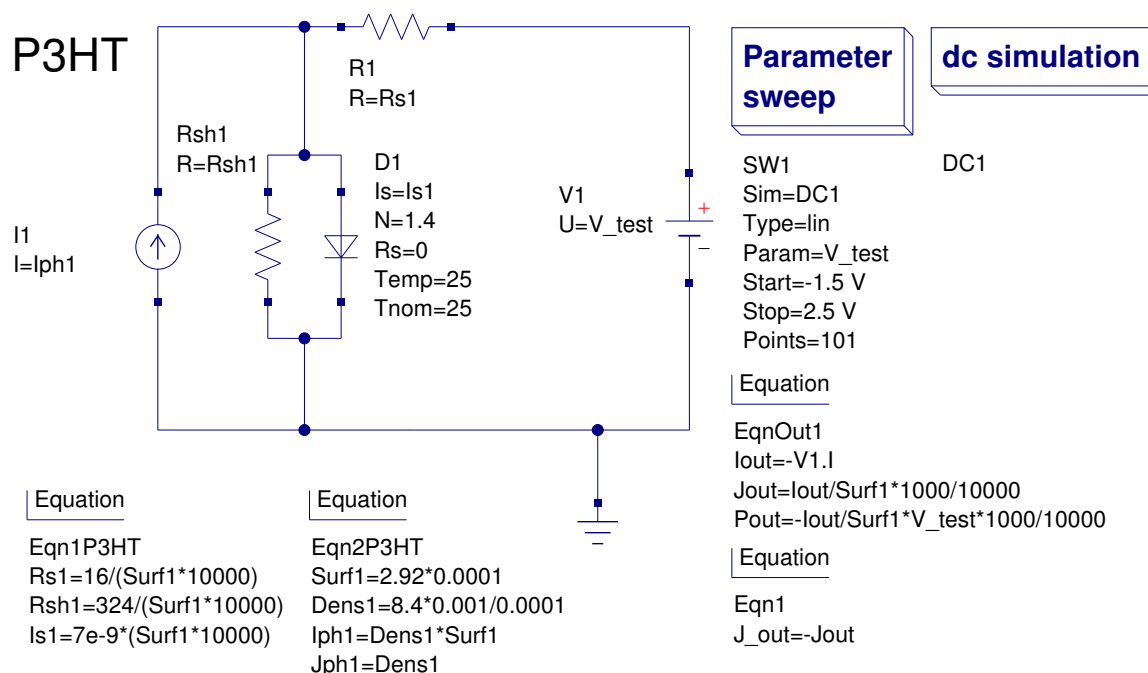 P3HT
R1
R=Rs1
Rsh1
R=Rsh1
D1
Is=Is1
N=1.4
Rs=0
Temp=25
Tnom=25
I1
I=Iph1
V1
U=V_test
+
−
Parameter
sweep
dc simulation
SW1
Sim=DC1
Type=lin
Param=V_test
Start=-1.5 V
Stop=2.5 V
Points=101
DC1
Equation
EqnOut1
Iout=-V1.I
Jout=Iout/Surf1*1000/10000
Pout=-Iout/Surf1*V_test*1000/10000
Equation
Eqn1
J_out=-Jout
Equation
Eqn1P3HT
Rs1=16/(Surf1*10000)
Rsh1=324/(Surf1*10000)
Is1=7e-9*(Surf1*10000)
Equation
Eqn2P3HT
Surf1=2.92*0.0001
Dens1=8.4*0.001/0.0001
Iph1=Dens1*Surf1
Jph1=Dens1